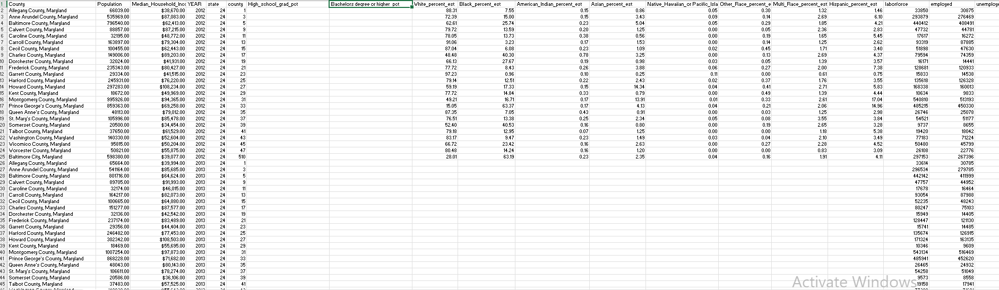 1 County Population Median_Household_Inc YEAR state county High_school_grad_pct Bachelors degree or higher pct White_percent_est Black_percent_est American_Indian_percent_est Asian_percent_est Native_Hawaiian_or Pacific_Isla Other_Race_percent_e Multi_Race_percent_est Hispanic_percent_est laborforce employed unemploye
2 Allegany County, Maryland 66039.00 $38,670.00 2012 24 1 88.31 7.55 0.15 0.86 0.05 0.30 1.32 1.46 33850 30875
3 Anne Arundel County, Maryland 535969.00 $87,083.00 2012 24 3 72.39 15.00 0.15 3.43 0.09 0.14 2.69 6.10 293879 276469
4 Baltimore County, Maryland 796540.00 $62,413.00 2012 24 5 62.61 25.74 0.23 5.04 0.05 0.29 1.85 4.21 440412 408491
5 Calvert County, Maryland 88857.00 $87,215.00 2012 24 9 79.72 13.59 0.20 1.25 0.00 0.05 2.36 2.83 47732 44781
6 Caroline County, Maryland 32195.00 $48,772.00 2012 24 11 78.05 13.73 0.38 0.56 0.00 0.19 1.65 5.45 17617 16272
7 Carroll County, Maryland 163897.00 $79,304.00 2012 24 13 91.06 3.23 0.17 1.53 0.00 0.14 1.25 2.62 93319 87885
8 Cecil County, Maryland 100455.00 $62,443.00 2012 24 15 87.04 6.08 0.23 1.09 0.02 0.45 1.71 3.40 51898 47630
9 Charles County, Maryland 149006.00 $89,203.00 2012 24 17 48.48 40.30 0.78 3.25 0.00 0.13 2.69 4.37 79594 74359
10 Dorchester County, Maryland 32024.00 $41,931.00 2012 24 19 66.13 27.67 0.19 0.98 0.03 0.05 1.39 3.57 16171 14441
11 Frederick County, Maryland 235343.00 $80,427.00 2012 24 21 77.72 8.43 0.26 3.88 0.06 0.27 2.00 7.38 128681 120933
12 Garrett County, Maryland 29334.00 $41,515.00 2012 24 23 97.23 0.96 0.10 0.25 0.11 0.00 0.61 0.75 15833 14538
13 Harford County, Maryland 245931.00 $76,220.00 2012 24 25 79.14 12.51 0.22 2.43 0.02 0.37 1.76 3.55 135618 126328
14 Howard County, Maryland 297283.00 $108,234.00 2012 24 27 59.19 17.33 0.15 14.34 0.04 0.41 2.71 5.83 168338 160013
15 Kent County, Maryland 18672.00 $49,969.00 2012 24 29 77.72 14.84 0.33 0.79 0.00 0.49 1.39 4.44 10634 9833
16 Montgomery County, Maryland 995926.00 $94,365.00 2012 24 31 49.21 16.71 0.17 13.91 0.01 0.33 2.61 17.04 540810 513193
17 Prince George's County, Maryland 859363.00 $69,258.00 2012 24 33 15.05 63.37 0.17 4.13 0.04 0.21 2.06 14.96 485215 450330
18 Queen Anne's County, Maryland 48113.00 $79,012.00 2012 24 35 87.35 7.05 0.43 0.91 0.00 0.03 1.25 2.98 26746 25078
19 St. Mary's County, Maryland 105996.00 $85,478.00 2012 24 37 76.51 13.38 0.25 2.34 0.05 0.08 3.55 3.84 54521 51177
20 Somerset County, Maryland 20500.00 $34,454.00 2012 24 39 52.40 40.53 0.16 0.80 0.00 0.19 2.65 3.28 9737 8655
21 Talbot County, Maryland 37650.00 $61,529.00 2012 24 41 79.18 12.95 0.07 1.25 0.00 0.00 1.18 5.38 19420 18042
22 Washington County, Maryland 140330.00 $52,604.00 2012 24 43 83.17 9.47 0.23 1.49 0.03 0.04 2.10 3.49 77183 71224
23 Wicomico County, Maryland 95815.00 $50,204.00 2012 24 45 66.72 23.42 0.16 2.63 0.00 0.27 2.28 4.52 50480 45799
24 Worcester County, Maryland 50821.00 $55,875.00 2012 24 47 80.48 14.24 0.16 1.20 0.00 0.00 0.83 3.09 26108 22776
25 Baltimore City, Maryland 598380.00 $39,077.00 2012 24 510 28.01 63.19 0.23 2.35 0.04 0.16 1.91 4.11 297153 267396
26 Allegany County, Maryland 65664.00 $39,994.00 2013 24 1 33614 30785
27 Anne Arundel County, Maryland 541164.00 $85,685.00 2013 24 3 296534 279785
28 Baltimore County, Maryland 801716.00 $64,624.00 2013 24 5 442142 411999
29 Calvert County, Maryland 89705.00 $91,993.00 2013 24 9 47757 44952
30 Caroline County, Maryland 32174.00 $46,015.00 2013 24 11 17678 16464
31 Carroll County, Maryland 164217.00 $82,073.00 2013 24 13 93054 87988
32 Cecil County, Maryland 100665.00 $64,880.00 2013 24 15 52235 48243
33 Charles County, Maryland 151277.00 $87,577.00 2013 24 17 80247 75103
34 Dorchester County, Maryland 32136.00 $42,542.00 2013 24 19 15949 14405
35 Frederick County, Maryland 237174.00 $83,489.00 2013 24 21 128447 121130
36 Garrett County, Maryland 29356.00 $44,404.00 2013 24 23 15741 14485
37 Harford County, Maryland 246482.00 $77,453.00 2013 24 25 135674 126915
38 Howard County, Maryland 302342.00 $108,503.00 2013 24 27 171324 163135
39 Kent County, Maryland 18469.00 $55,695.00 2013 24 29 10346 9609
40 Montgomery County, Maryland 1007254.00 $97,873.00 2013 24 31 543134 516469
41 Prince George's County, Maryland 868228.00 $71,682.00 2013 24 33 485941 452620
42 Queen Anne's County, Maryland 48043.00 $80,143.00 2013 24 35 26465 24932
43 St. Mary's County, Maryland 106611.00 $78,274.00 2013 24 37 54258 51049
44 Somerset County, Maryland 20586.00 $36,106.00 2013 24 39 9573 8558
45 Talbot County, Maryland 37483.00 $57,525.00 2013 24 41 19158 17941
Activate Windows